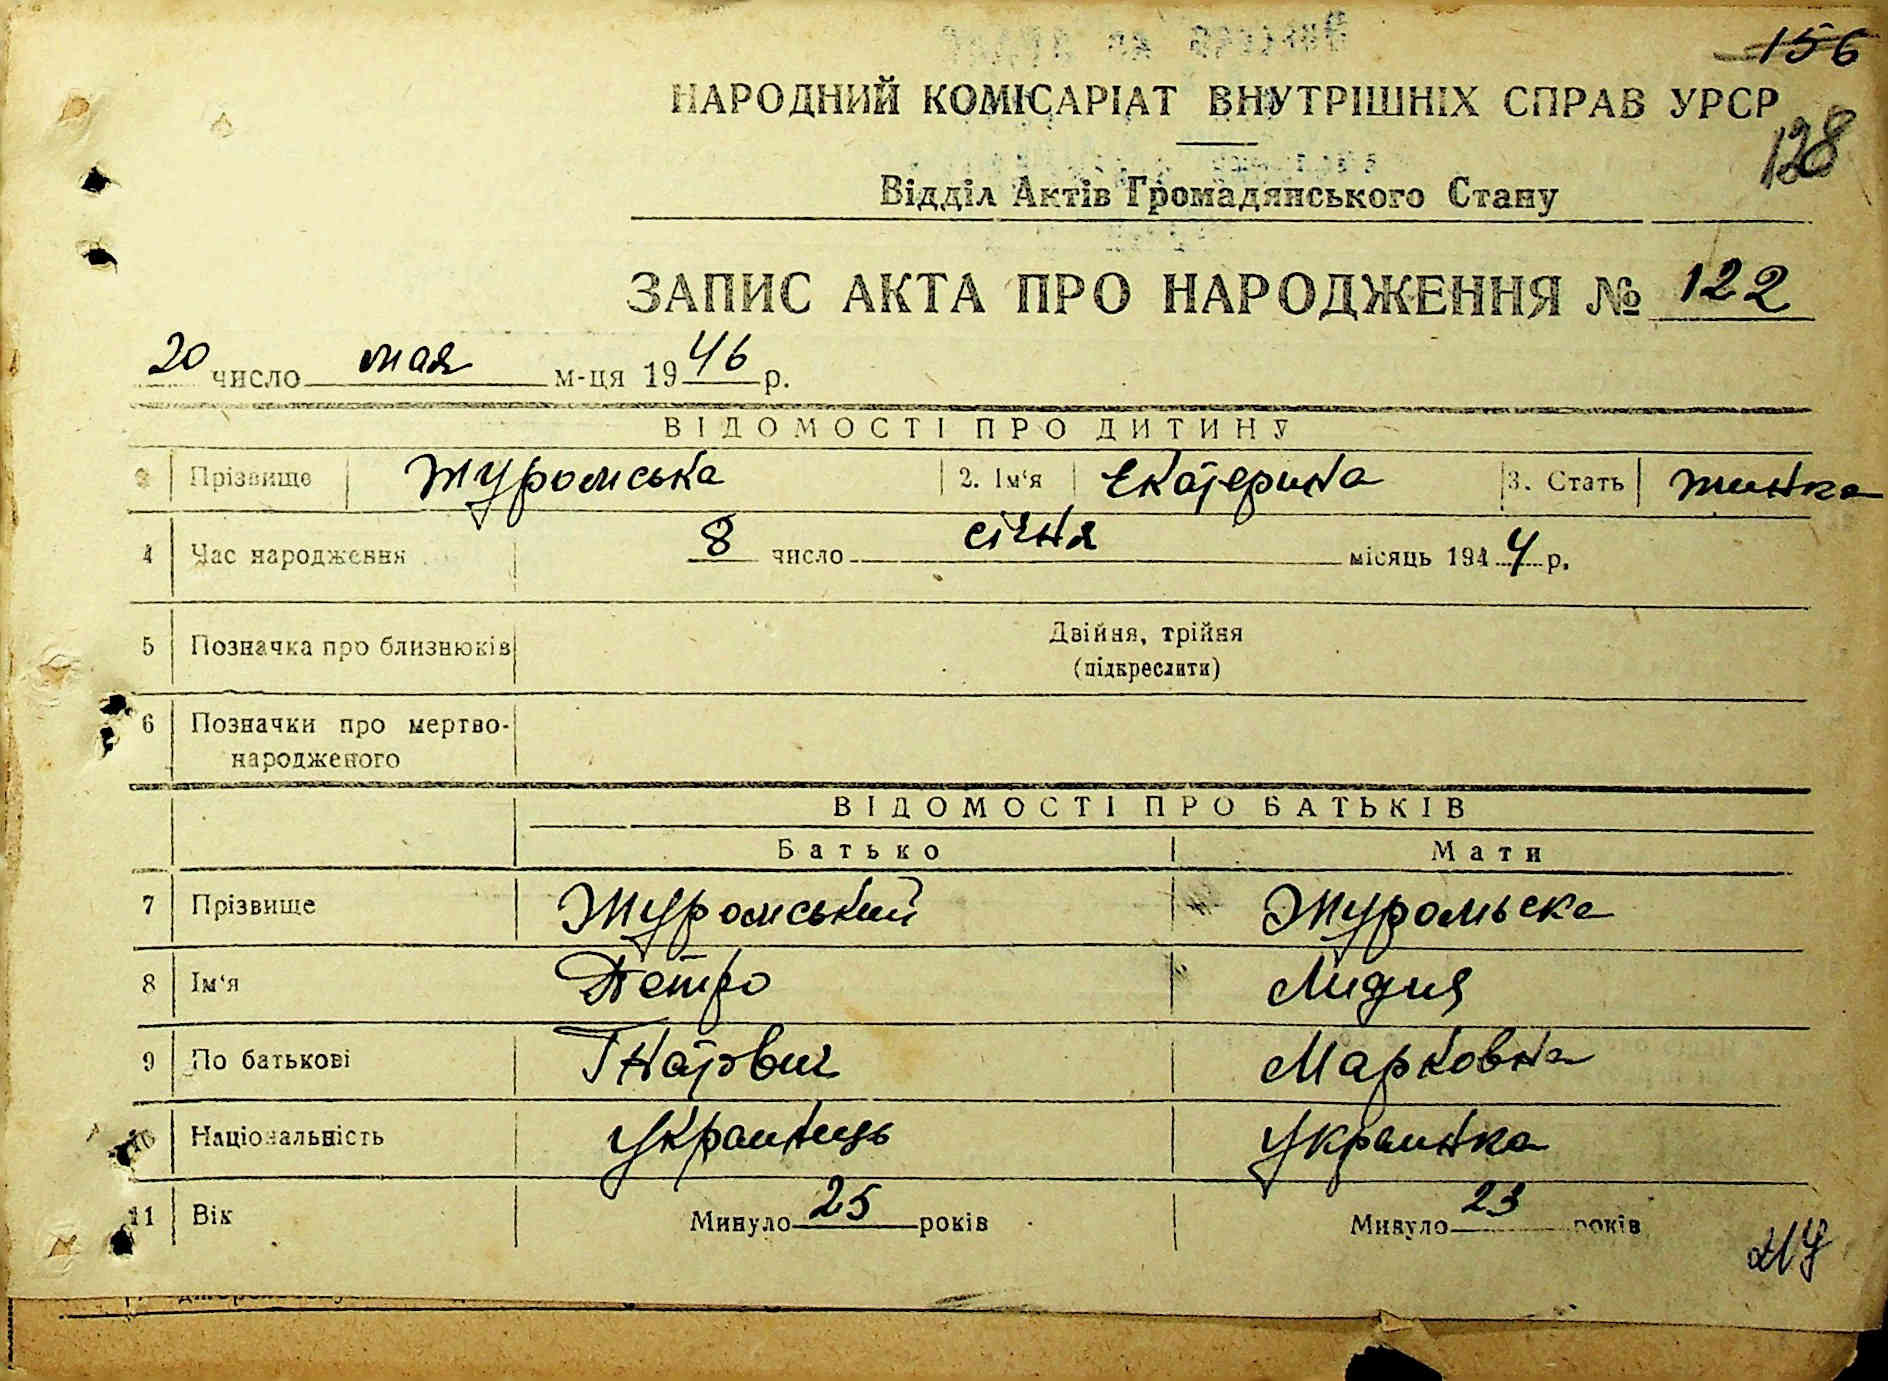 156
НАРОДНИЙ КОМІСАРІАТ ВНУТРІШНІХ СПРАВ УРСР
128
Відділ Актів Громадянського Стану
ЗАПИС АКТА ПРО НАРОДЖЕННЯ № 122
20 число мая м-ця 1946 р.
ВІДОМОСТІ ПРО ДИТИНУ
Прізвище Журомська 2. Ім'я Екатерина 3. Стать жинка
4 Час народження 8 число січня місяць 1944 р.
5 Позначка про близнюків Двійня, трійня
(підкреслити)
6 Позначки про мертво-
народженого
ВІДОМОСТІ ПРО БАТЬКІВ
Батько Мати
7 Прізвище Журомський Журомьска
8 Ім'я Петро Лидия
9 По батькові Гнатович Марковна
10 Національність Украинець Украинка
11 Вік Минуло 25 років Минуло 23 років